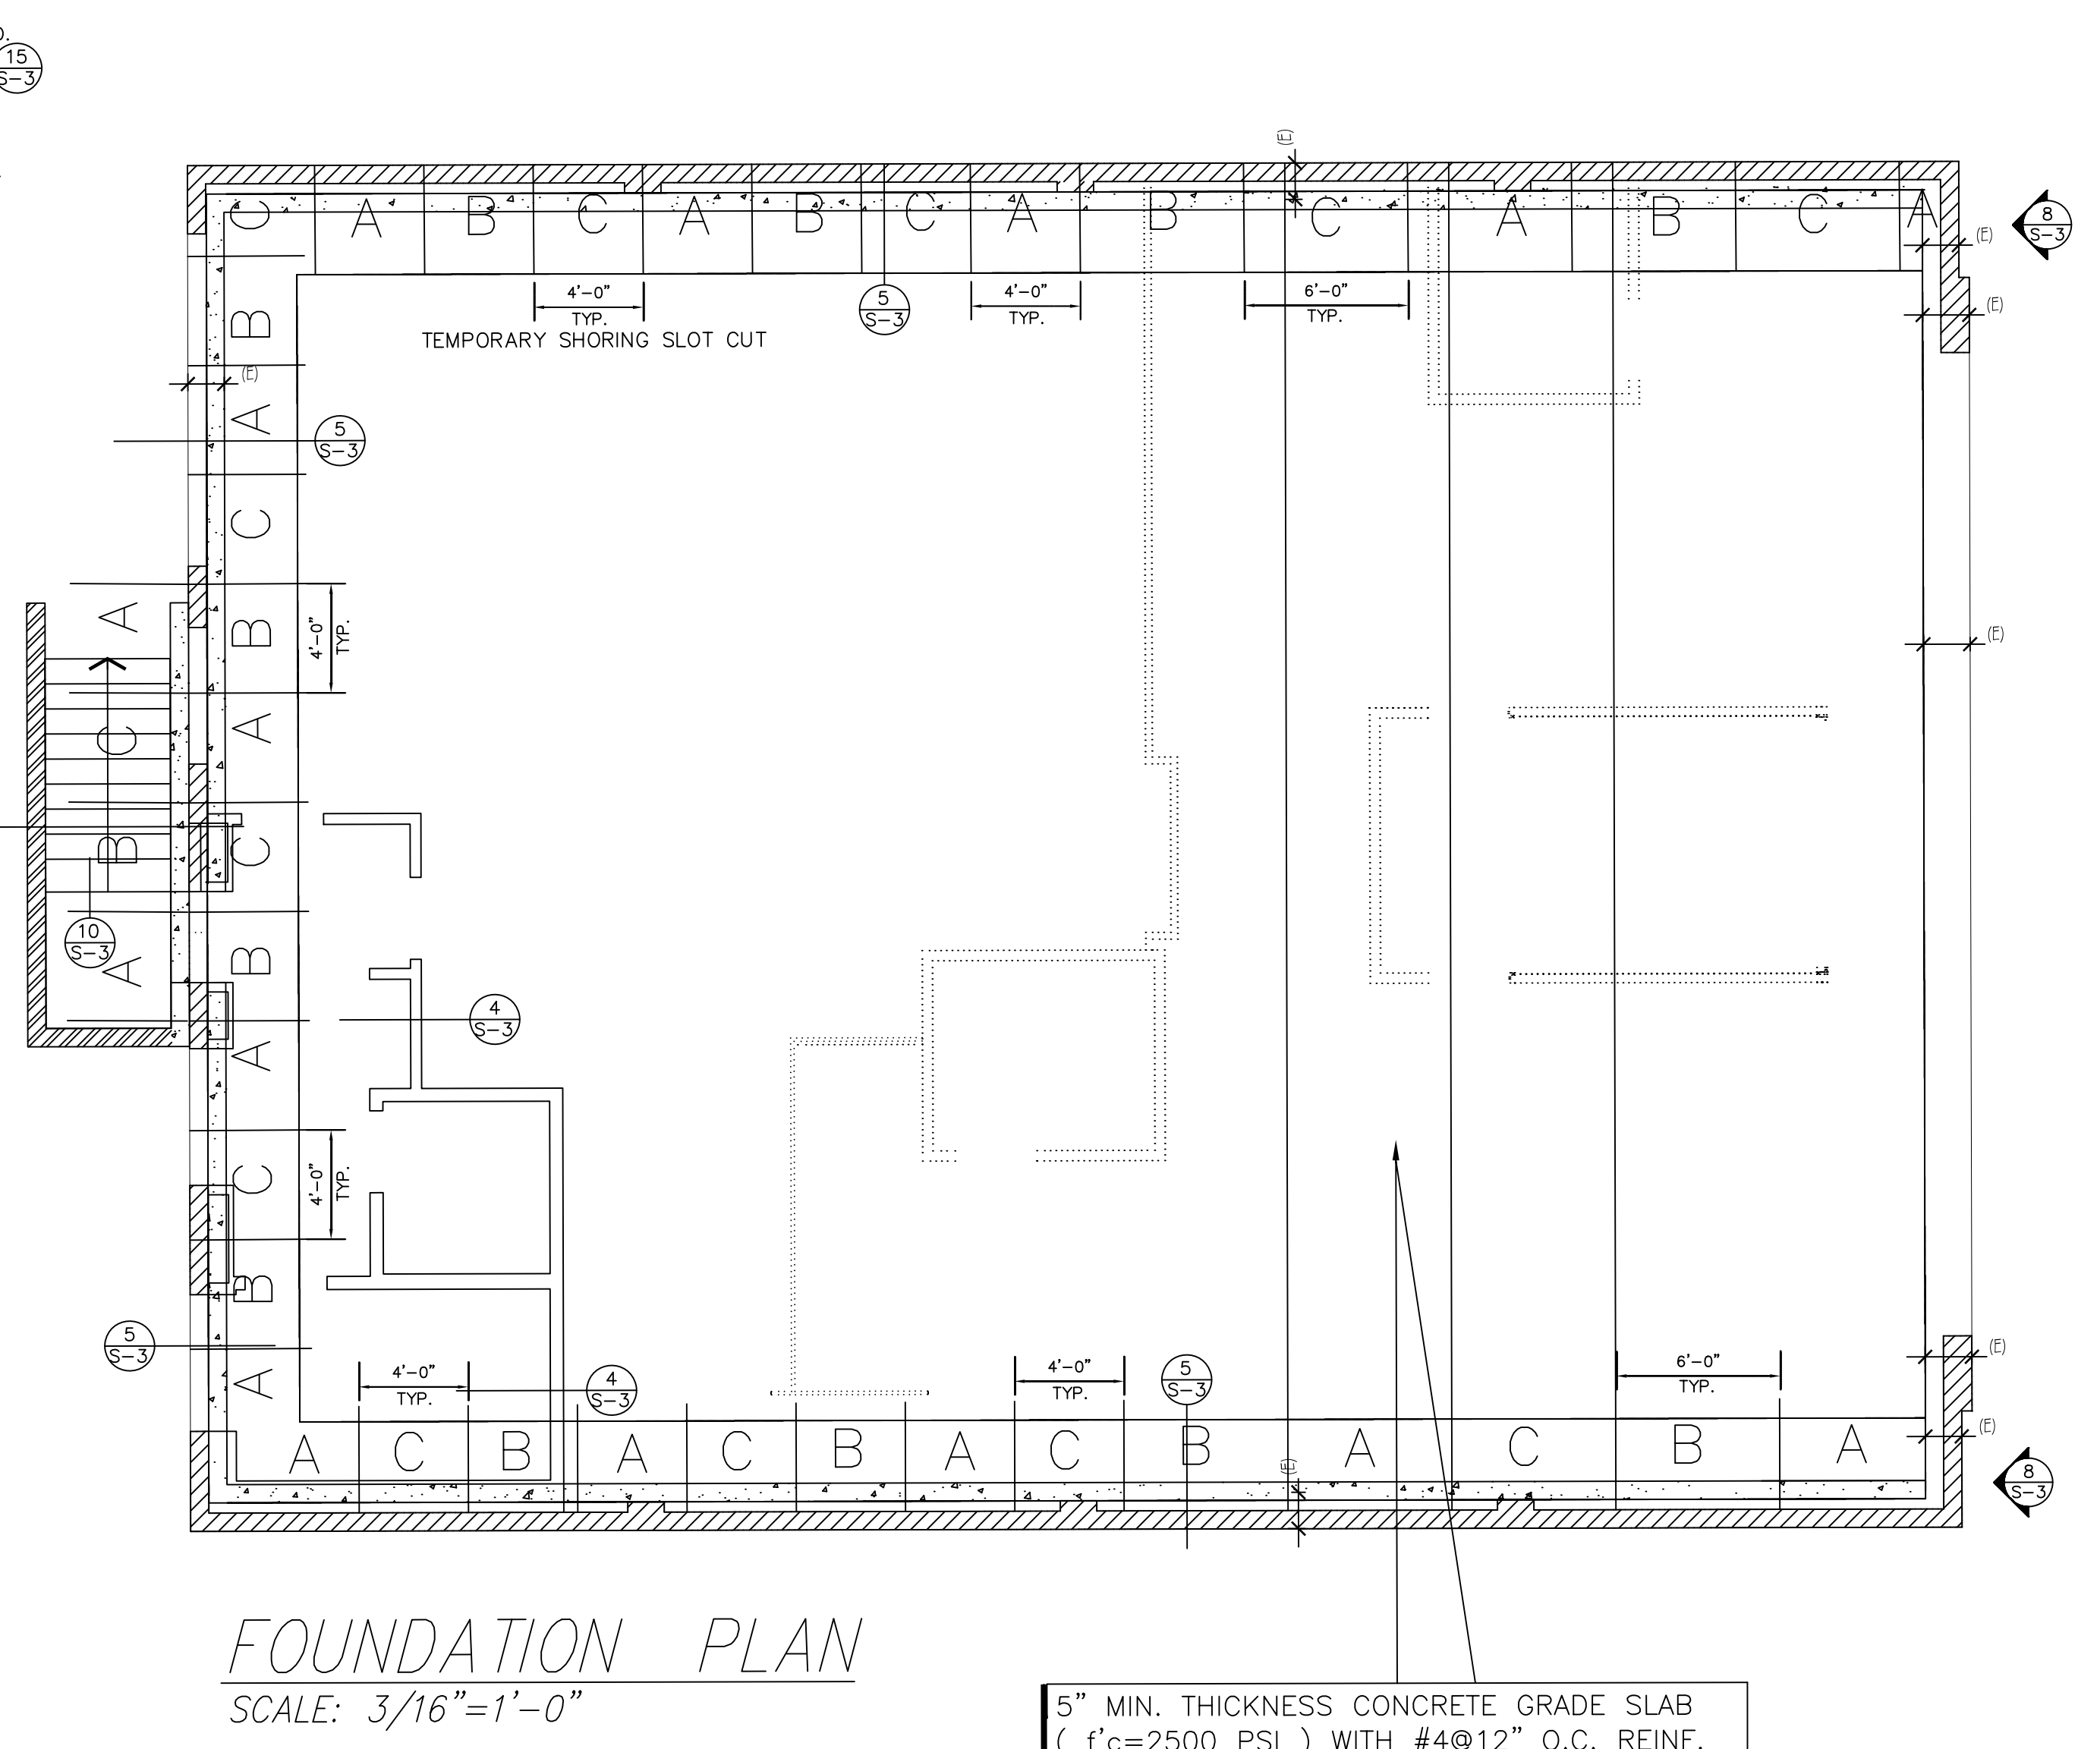 15
S-3
(E)
C A B C A B C A B C A B C A
8
S-3
(E)
(E)
4'-0"
TYP.
4'-0"
TYP.
6'-0"
TYP.
5
S-3
TEMPORARY SHORING SLOT CUT
B
(E)
A
5
S-3
C
A
B
4'-0"
TYP.
(E)
C
A
B
C
10
S-3
A
B
4
S-3
A
C
4'-0"
TYP.
B
5
S-3
A
4'-0"
TYP.
4
S-3
4'-0"
TYP.
5
S-3
6'-0"
TYP.
(E)
(E)
A C B A C B A C B A C B A
(E)
8
S-3
FOUNDATION PLAN
SCALE: 3/16"=1'-0"
5" MIN. THICKNESS CONCRETE GRADE SLAB
( f'c=2500 PSI ) WITH #4@12" O.C. REINF.